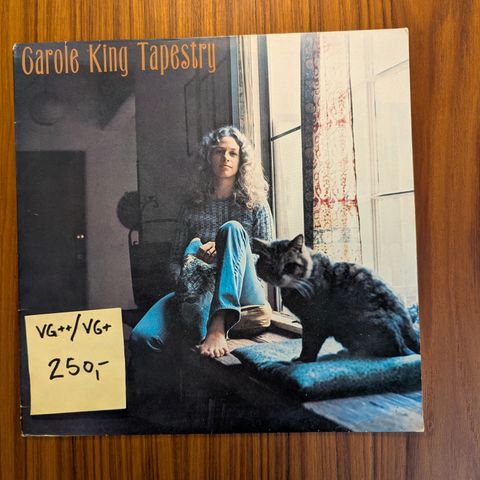 Carole King Tapestry
VG++/VG+
250,-